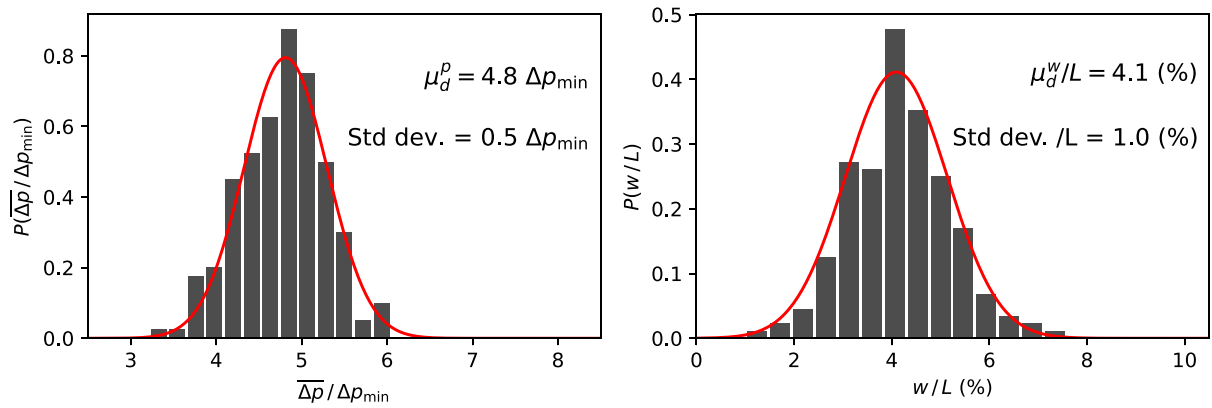 0.8
0.6
0.4
0.2
0.0
P(Δp̅ / Δp_min)
μ_d^p = 4.8 Δp_min
Std dev. = 0.5 Δp_min
3 4 5 6 7 8
Δp̅ / Δp_min
0.5
0.4
0.3
0.2
0.1
0.0
P(w / L)
μ_d^w/L = 4.1 (%)
Std dev. /L = 1.0 (%)
0 2 4 6 8 10
w / L (%)